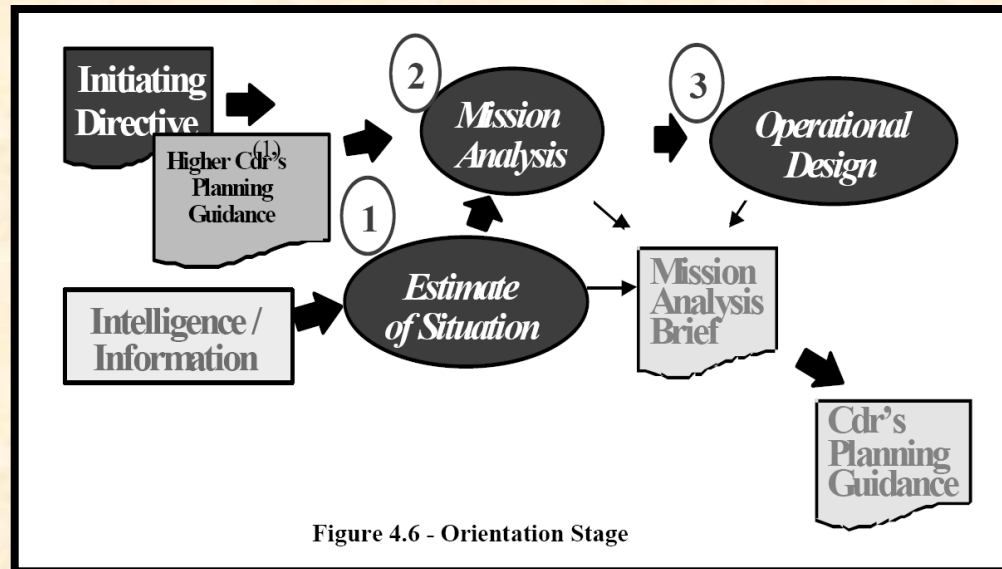 Initiating
Directive
(1,)
Higher Cdr's
Planning
Guidance
Intelligence /
Information
1
Estimate
of Situation
2
Mission
Analysis
3
Operational
Design
Mission
Analysis
Brief
Cdr's
Planning
Guidance
Figure 4.6 - Orientation Stage